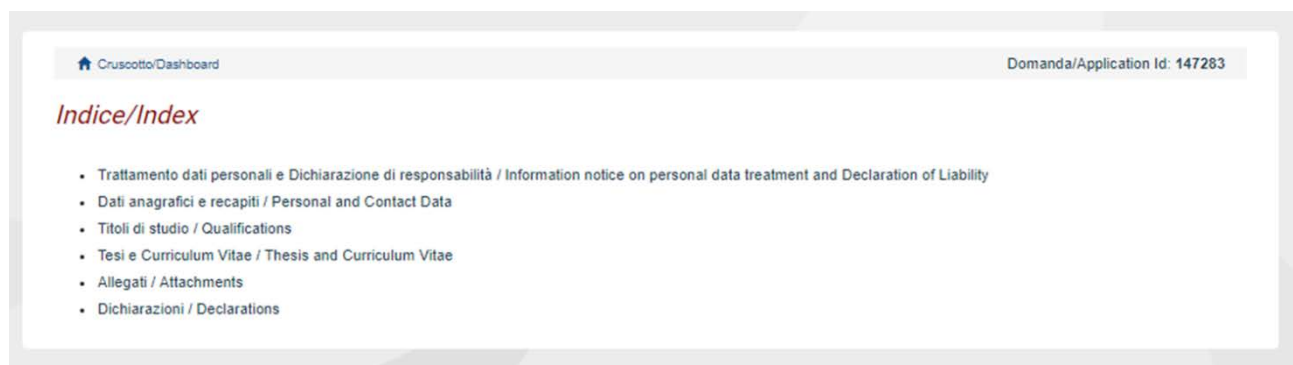 Cruscotto/Dashboard
Domanda/Application Id: 147283
Indice/Index
Trattamento dati personali e Dichiarazione di responsabilità / Information notice on personal data treatment and Declaration of Liability
Dati anagrafici e recapiti / Personal and Contact Data
Titoli di studio / Qualifications
Tesi e Curriculum Vitae / Thesis and Curriculum Vitae
Allegati / Attachments
Dichiarazioni / Declarations